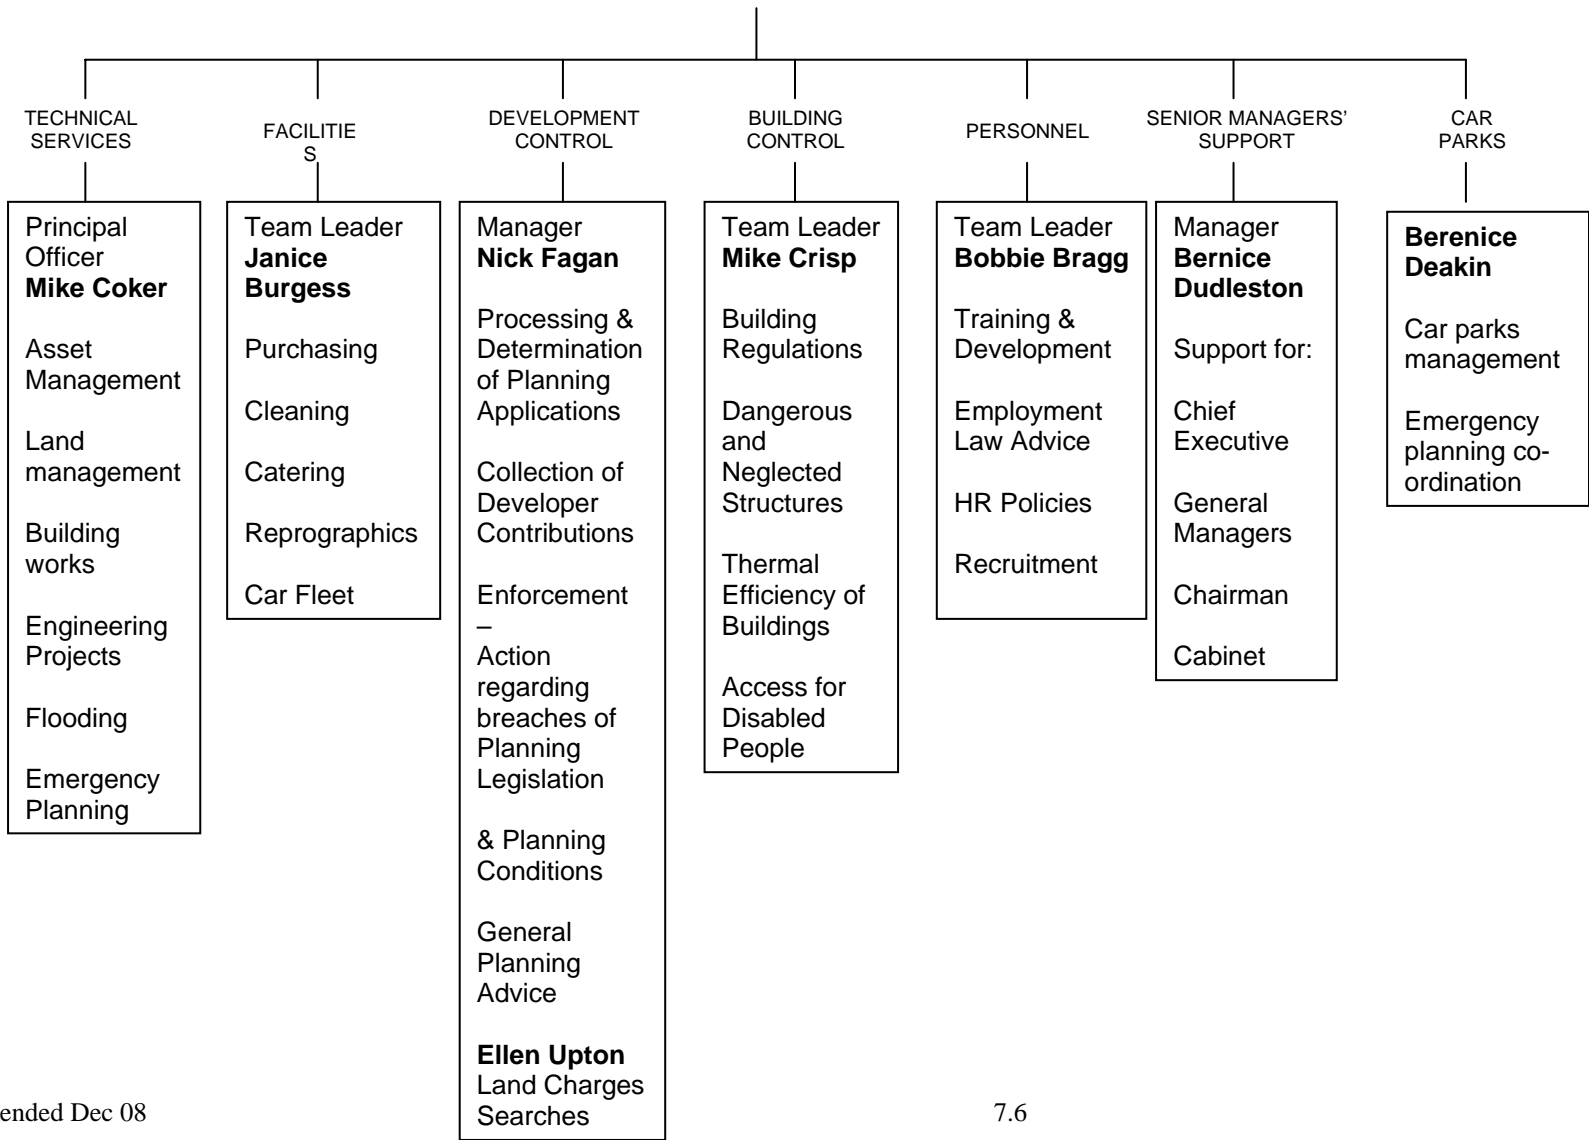 TECHNICAL
SERVICES
FACILITIE
S
DEVELOPMENT
CONTROL
BUILDING
CONTROL
PERSONNEL
SENIOR MANAGERS'
SUPPORT
CAR
PARKS
Principal
Officer
Mike Coker
Asset
Management
Land
management
Building
works
Engineering
Projects
Flooding
Emergency
Planning
Team Leader
Janice
Burgess
Purchasing
Cleaning
Catering
Reprographics
Car Fleet
Manager
Nick Fagan
Processing &
Determination
of Planning
Applications
Collection of
Developer
Contributions
Enforcement
–
Action
regarding
breaches of
Planning
Legislation
& Planning
Conditions
General
Planning
Advice
Ellen Upton
Land Charges
Searches
Team Leader
Mike Crisp
Building
Regulations
Dangerous
and
Neglected
Structures
Thermal
Efficiency of
Buildings
Access for
Disabled
People
Team Leader
Bobbie Bragg
Training &
Development
Employment
Law Advice
HR Policies
Recruitment
Manager
Bernice
Dudleston
Support for:
Chief
Executive
General
Managers
Chairman
Cabinet
Berenice
Deakin
Car parks
management
Emergency
planning co-
ordination
ended Dec 08
7.6